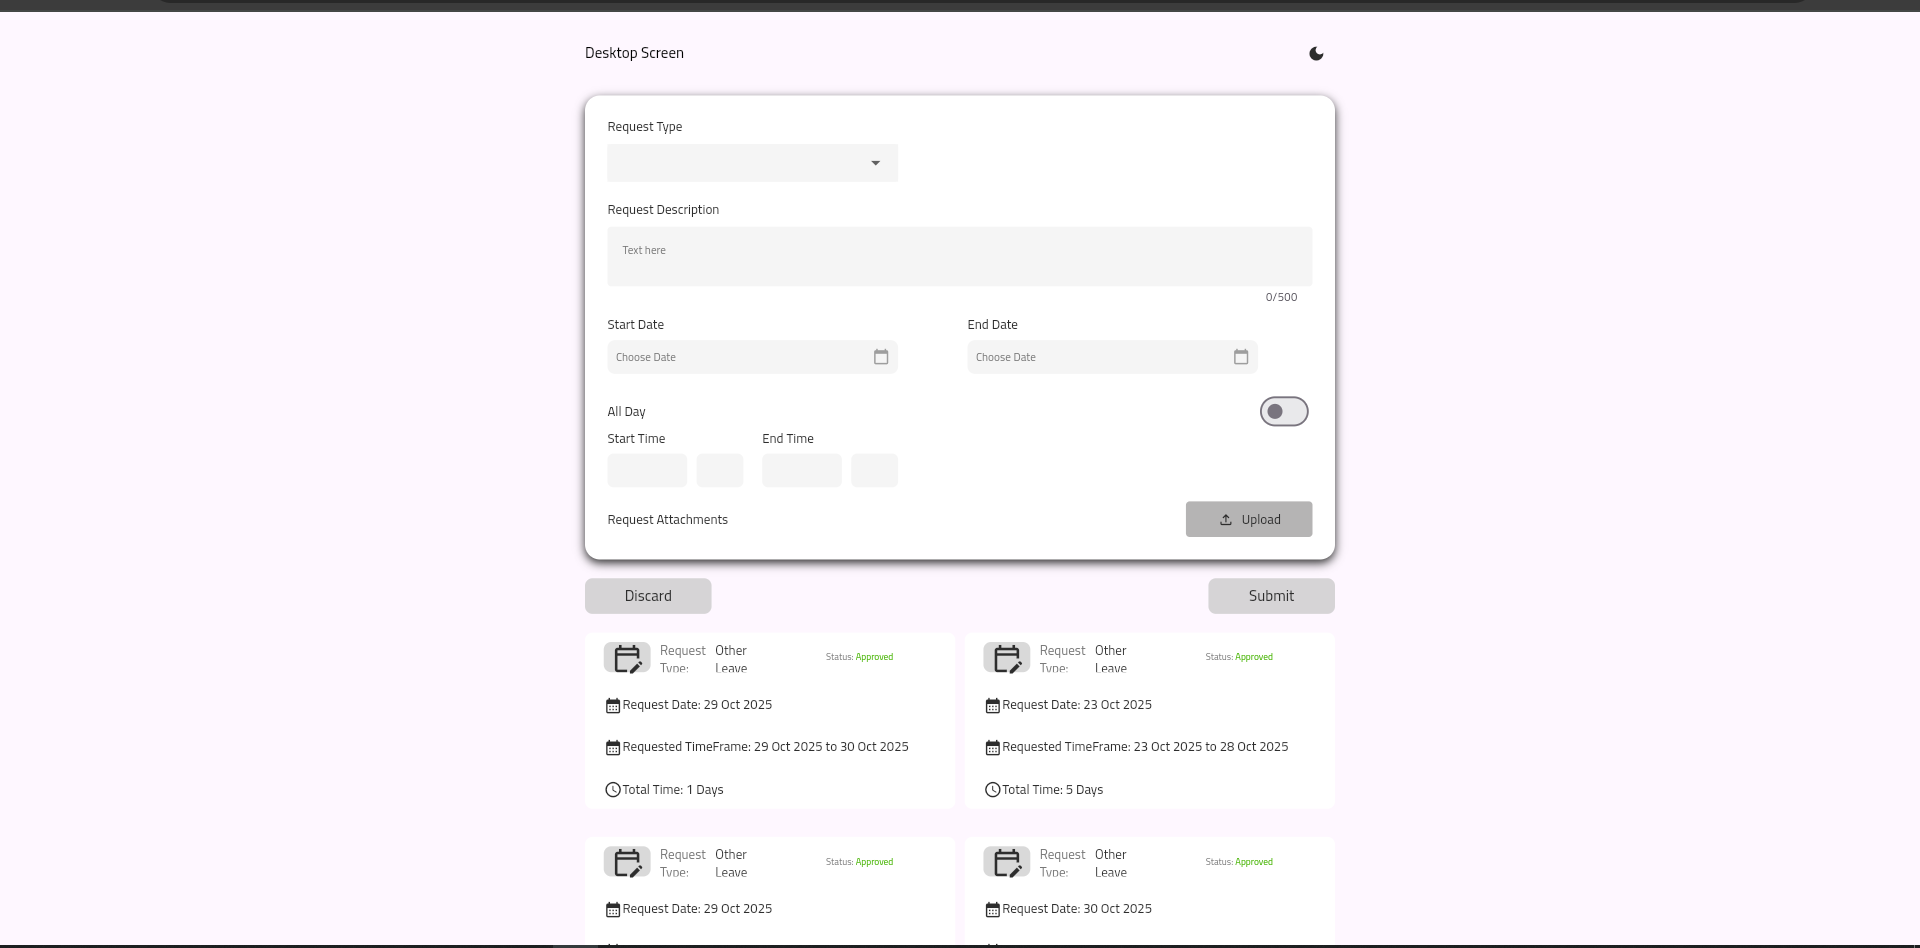 Desktop Screen
Request Type
Request Description
Text here
0/500
Start Date
End Date
Choose Date
Choose Date
All Day
Start Time
End Time
Request Attachments
Upload
Discard
Submit
Request Type:
Other Leave
Status: Approved
Request Date: 29 Oct 2025
Requested TimeFrame: 29 Oct 2025 to 30 Oct 2025
Total Time: 1 Days
Request Type:
Other Leave
Status: Approved
Request Date: 23 Oct 2025
Requested TimeFrame: 23 Oct 2025 to 28 Oct 2025
Total Time: 5 Days
Request Type:
Other Leave
Status: Approved
Request Date: 29 Oct 2025
Request Type:
Other Leave
Status: Approved
Request Date: 30 Oct 2025